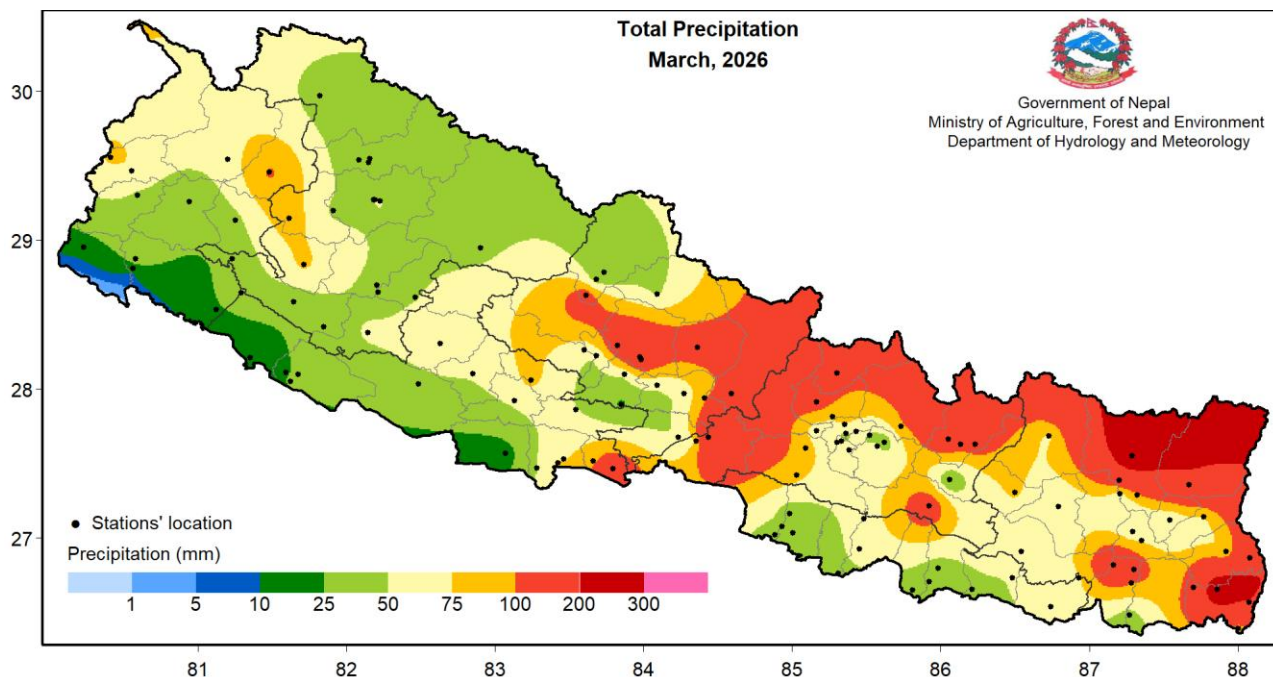 Total Precipitation
March, 2026
Government of Nepal
Ministry of Agriculture, Forest and Environment
Department of Hydrology and Meteorology
30
29
28
27
Stations' location
Precipitation (mm)
1 5 10 25 50 75 100 200 300
81 82 83 84 85 86 87 88